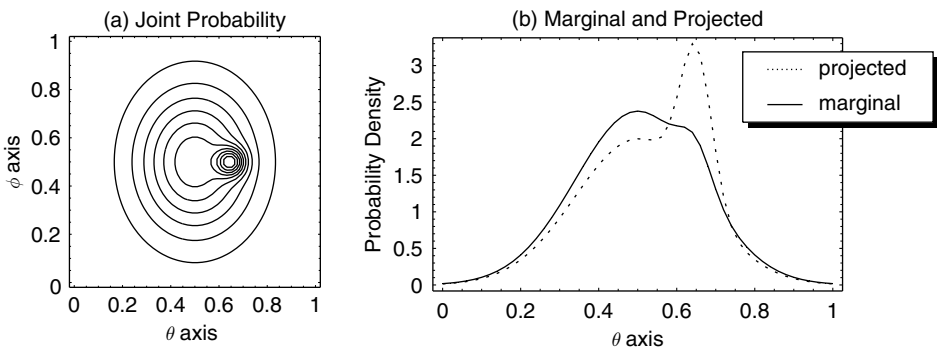 (a) Joint Probability
1
0.8
0.6
0.4
0.2
0
ϕ axis
0 0.2 0.4 0.6 0.8 1
θ axis
(b) Marginal and Projected
3
2.5
2
1.5
1
0.5
0
Probability Density
0 0.2 0.4 0.6 0.8 1
θ axis
projected
marginal